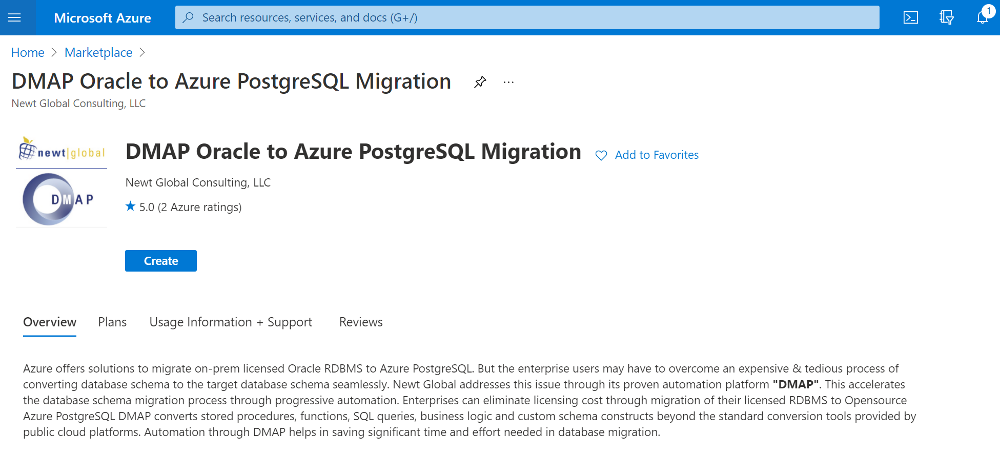 Microsoft Azure
Search resources, services, and docs (G+/)
1
Home
Marketplace
DMAP Oracle to Azure PostgreSQL Migration
...
Newt Global Consulting, LLC
newt|global
DMAP
DMAP Oracle to Azure PostgreSQL Migration
Add to Favorites
Newt Global Consulting, LLC
5.0 (2 Azure ratings)
Create
Overview
Plans
Usage Information + Support
Reviews
Azure offers solutions to migrate on-prem licensed Oracle RDBMS to Azure PostgreSQL. But the enterprise users may have to overcome an expensive & tedious process of
converting database schema to the target database schema seamlessly. Newt Global addresses this issue through its proven automation platform "DMAP". This accelerates
the database schema migration process through progressive automation. Enterprises can eliminate licensing cost through migration of their licensed RDBMS to Opensource
Azure PostgreSQL DMAP converts stored procedures, functions, SQL queries, business logic and custom schema constructs beyond the standard conversion tools provided by
public cloud platforms. Automation through DMAP helps in saving significant time and effort needed in database migration.